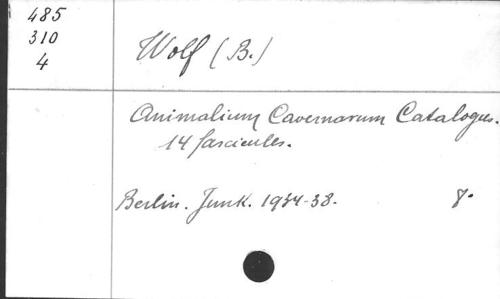 485
310
4
Wolf (B.)
Animalium Cavernarum Catalogus.
14 fascicules.
Berlin. Junk. 1934-38. 8°